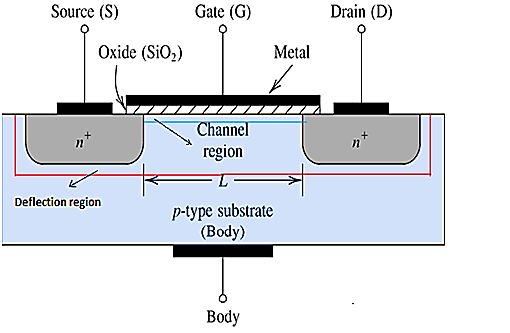 Source (S)
Gate (G)
Drain (D)
Oxide (SiO₂)
Metal
n⁺
Channel
region
n⁺
L
Deflection region
p-type substrate
(Body)
Body